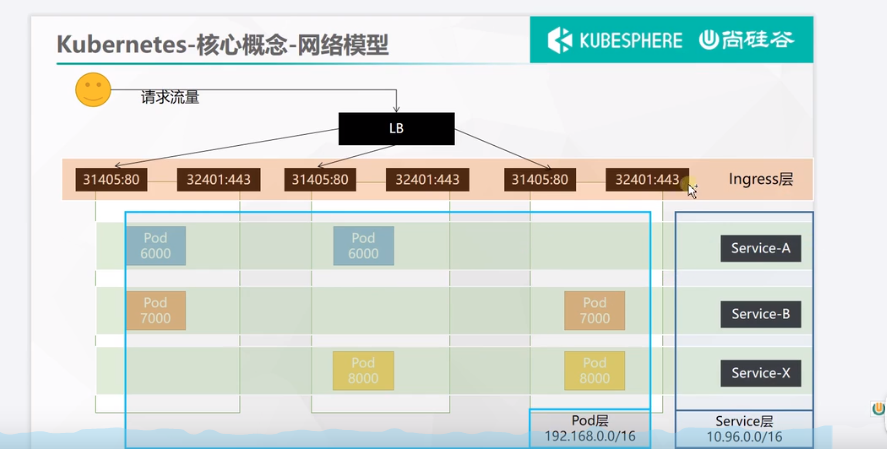 Kubernetes-核心概念-网络模型
KUBESPHERE 尚硅谷
请求流量
LB
31405:80 32401:443 31405:80 32401:443 31405:80 32401:443 Ingress层
Pod Pod
6000 6000
Service-A
Pod Pod
7000 7000
Service-B
Pod Pod
8000 8000
Service-X
Pod层
192.168.0.0/16
Service层
10.96.0.0/16